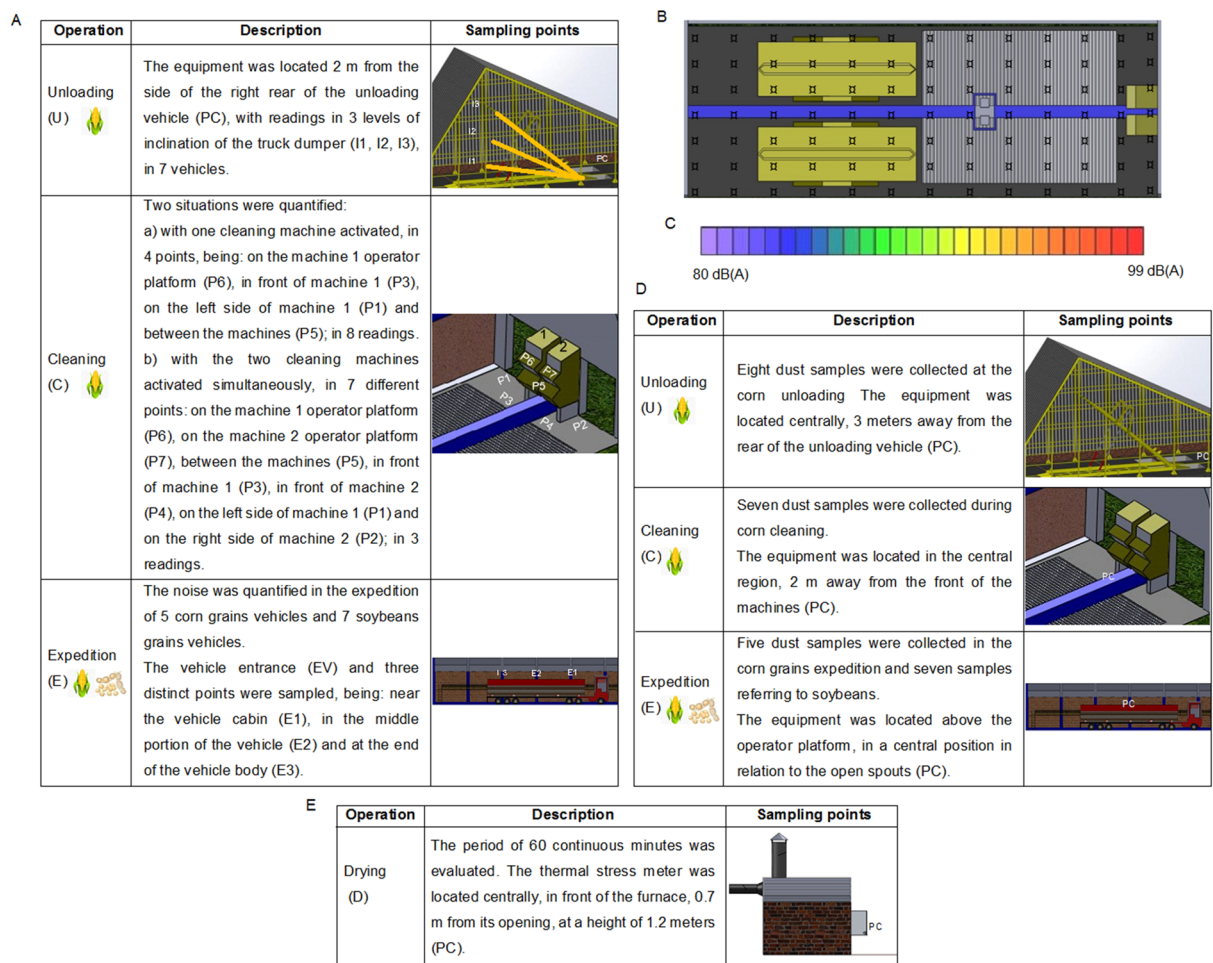 A
Operation Description Sampling points
Unloading
(U)
The equipment was located 2 m from the
side of the right rear of the unloading
vehicle (PC), with readings in 3 levels of
inclination of the truck dumper (I1, I2, I3),
in 7 vehicles.
I3
I2
I1
PC
Cleaning
(C)
Two situations were quantified:
a) with one cleaning machine activated, in
4 points, being: on the machine 1 operator
platform (P6), in front of machine 1 (P3),
on the left side of machine 1 (P1) and
between the machines (P5); in 8 readings.
b) with the two cleaning machines
activated simultaneously, in 7 different
points: on the machine 1 operator platform
(P6), on the machine 2 operator platform
(P7), between the machines (P5), in front
of machine 1 (P3), in front of machine 2
(P4), on the left side of machine 1 (P1) and
on the right side of machine 2 (P2); in 3
readings.
1
2
P6
P7
P1
P5
P3
P4
P2
Expedition
(E)
The noise was quantified in the expedition
of 5 corn grains vehicles and 7 soybeans
grains vehicles.
The vehicle entrance (EV) and three
distinct points were sampled, being: near
the vehicle cabin (E1), in the middle
portion of the vehicle (E2) and at the end
of the vehicle body (E3).
E2 E1
B
C
80 dB(A) 99 dB(A)
D
Operation Description Sampling points
Unloading
(U)
Eight dust samples were collected at the
corn unloading The equipment was
located centrally, 3 meters away from the
rear of the unloading vehicle (PC).
PC
Cleaning
(C)
Seven dust samples were collected during
corn cleaning.
The equipment was located in the central
region, 2 m away from the front of the
machines (PC).
PC
Expedition
(E)
Five dust samples were collected in the
corn grains expedition and seven samples
referring to soybeans.
The equipment was located above the
operator platform, in a central position in
relation to the open spouts (PC).
PC
E
Operation Description Sampling points
Drying
(D)
The period of 60 continuous minutes was
evaluated. The thermal stress meter was
located centrally, in front of the furnace, 0.7
m from its opening, at a height of 1.2 meters
(PC).
PC